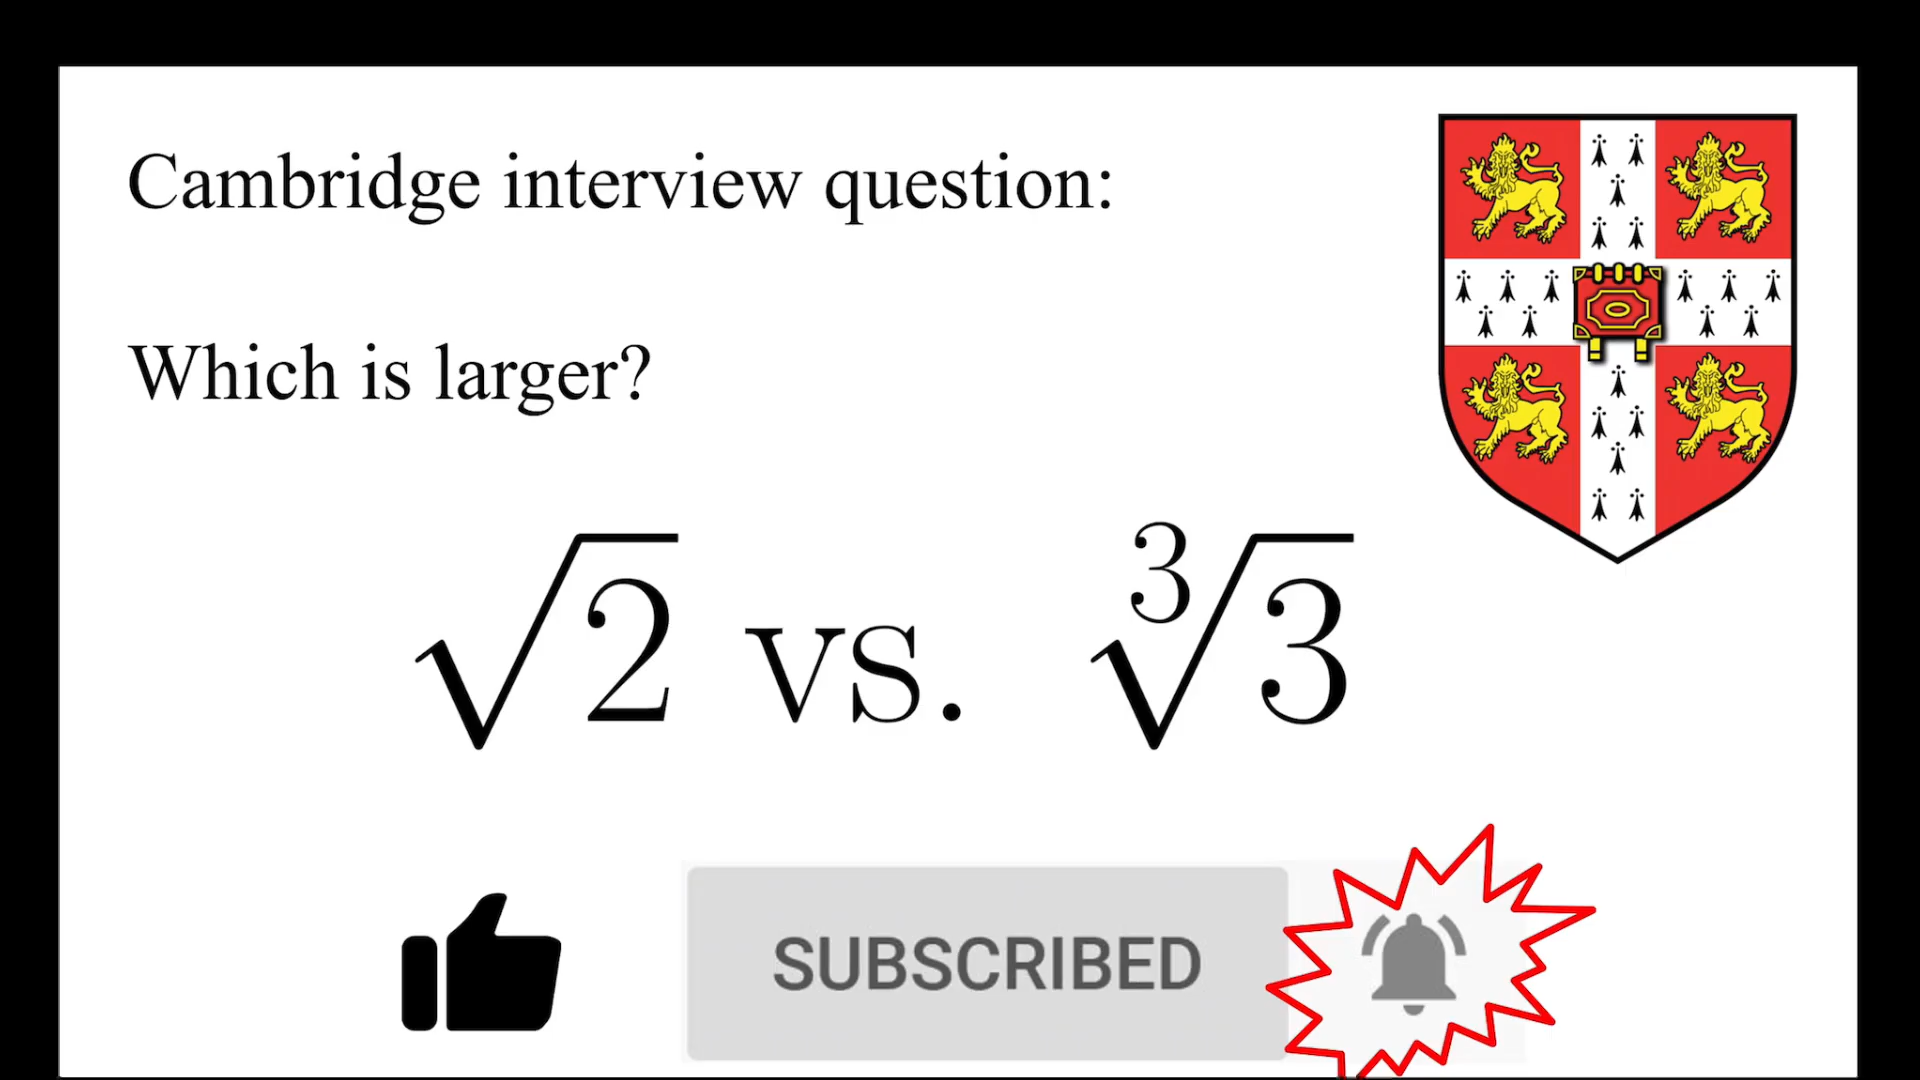 Cambridge interview question:
Which is larger?
√2 vs. ∛3
SUBSCRIBED